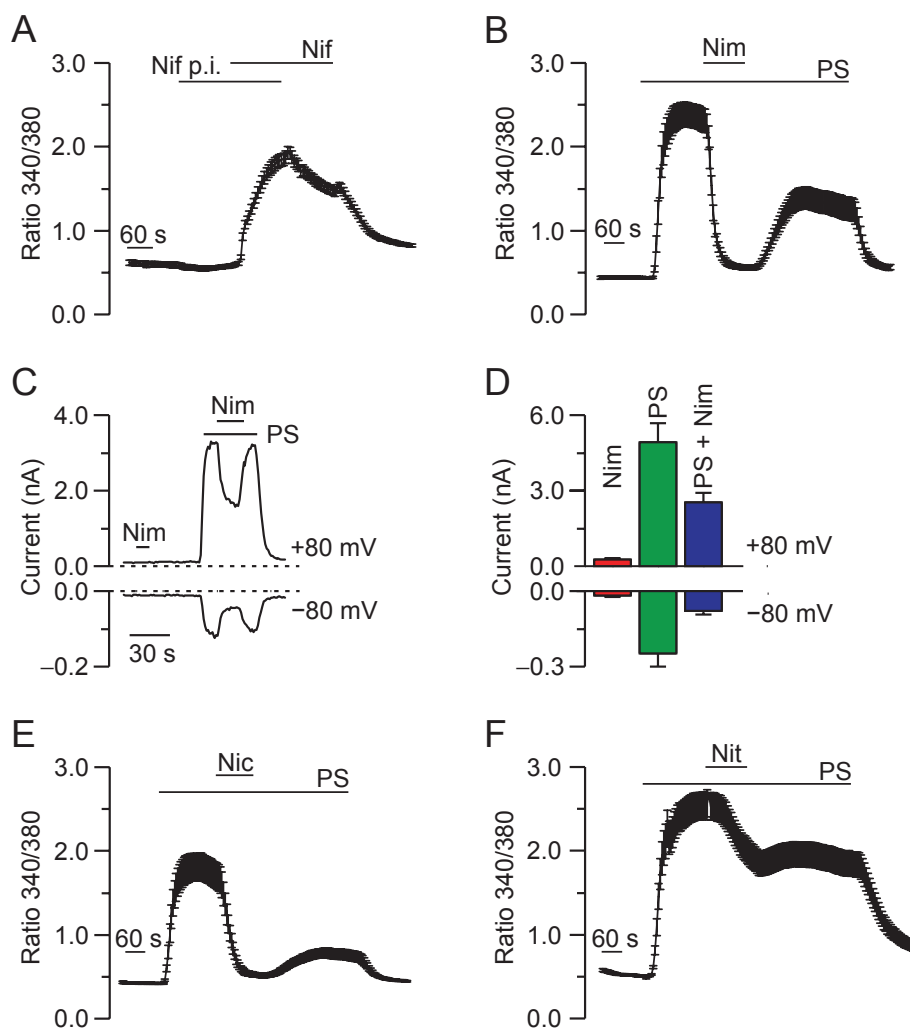 A
Nif
Nif p.i.
3.0
2.0
1.0
0.0
Ratio 340/380
60 s
B
Nim
PS
3.0
2.0
1.0
0.0
Ratio 340/380
60 s
C
Nim
PS
4.0
2.0
0.0
0.0
−0.2
Current (nA)
Nim
+80 mV
−80 mV
30 s
D
6.0
3.0
0.0
0.0
−0.3
Current (nA)
Nim
PS
PS + Nim
+80 mV
−80 mV
E
Nic
PS
3.0
2.0
1.0
0.0
Ratio 340/380
60 s
F
Nit
PS
3.0
2.0
1.0
0.0
Ratio 340/380
60 s